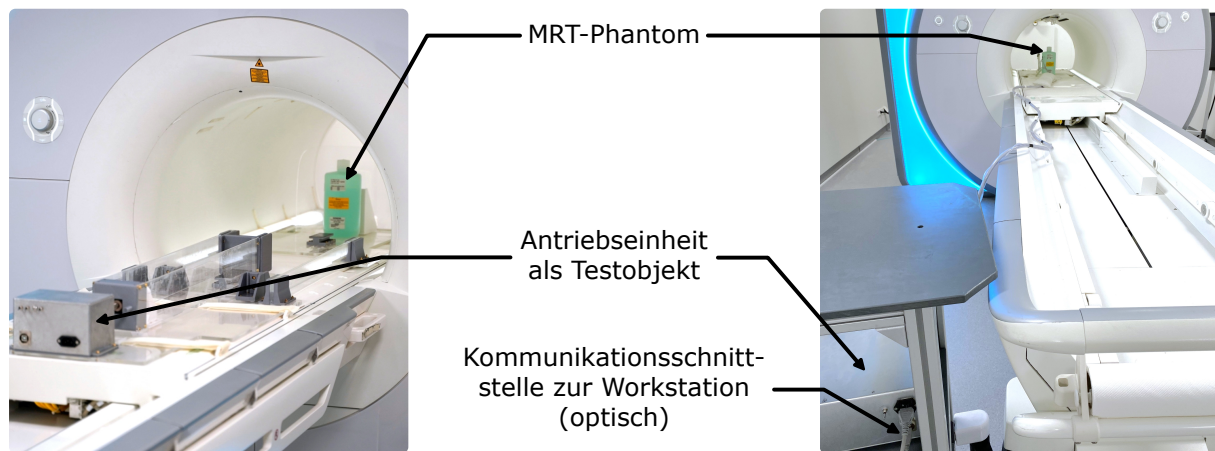 MRT-Phantom
Antriebseinheit
als Testobjekt
Kommunikationsschnitt-
stelle zur Workstation
(optisch)